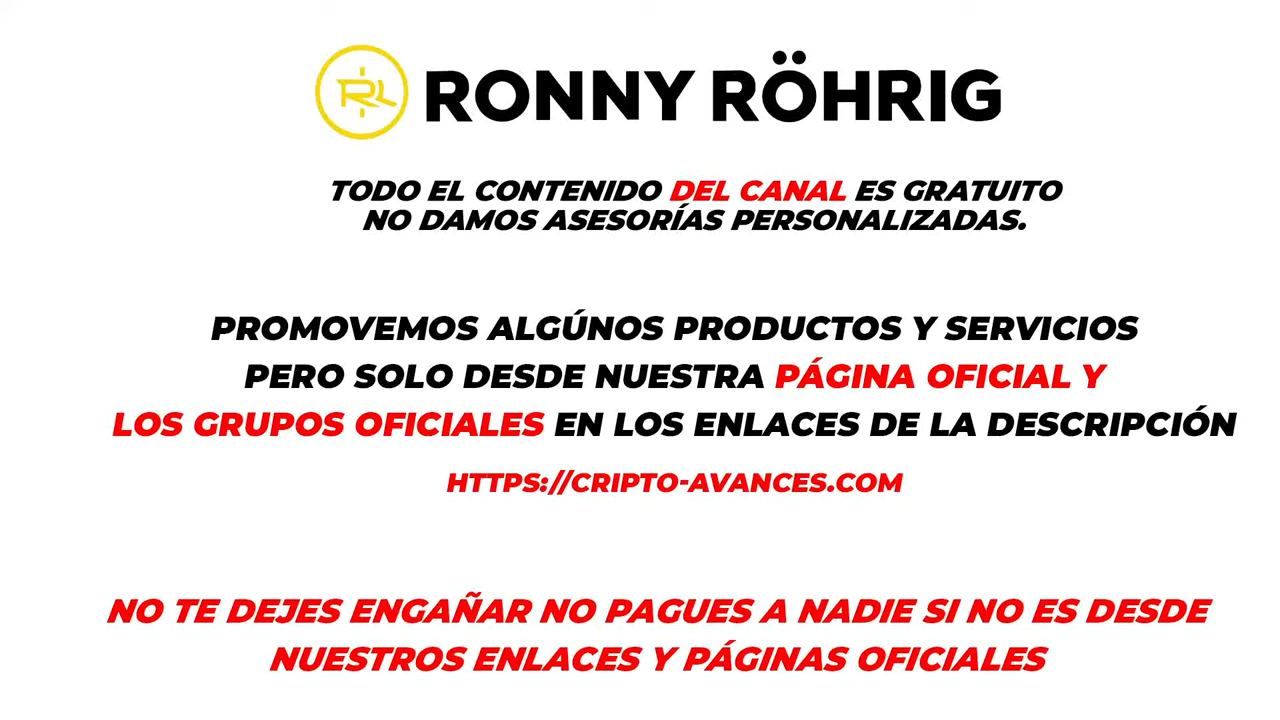 RONNY RÖHRIG
TODO EL CONTENIDO DEL CANAL ES GRATUITO
NO DAMOS ASESORÍAS PERSONALIZADAS.
PROMOVEMOS ALGÚNOS PRODUCTOS Y SERVICIOS
PERO SOLO DESDE NUESTRA PÁGINA OFICIAL Y
LOS GRUPOS OFICIALES EN LOS ENLACES DE LA DESCRIPCIÓN
HTTPS://CRIPTO-AVANCES.COM
NO TE DEJES ENGAÑAR NO PAGUES A NADIE SI NO ES DESDE
NUESTROS ENLACES Y PÁGINAS OFICIALES